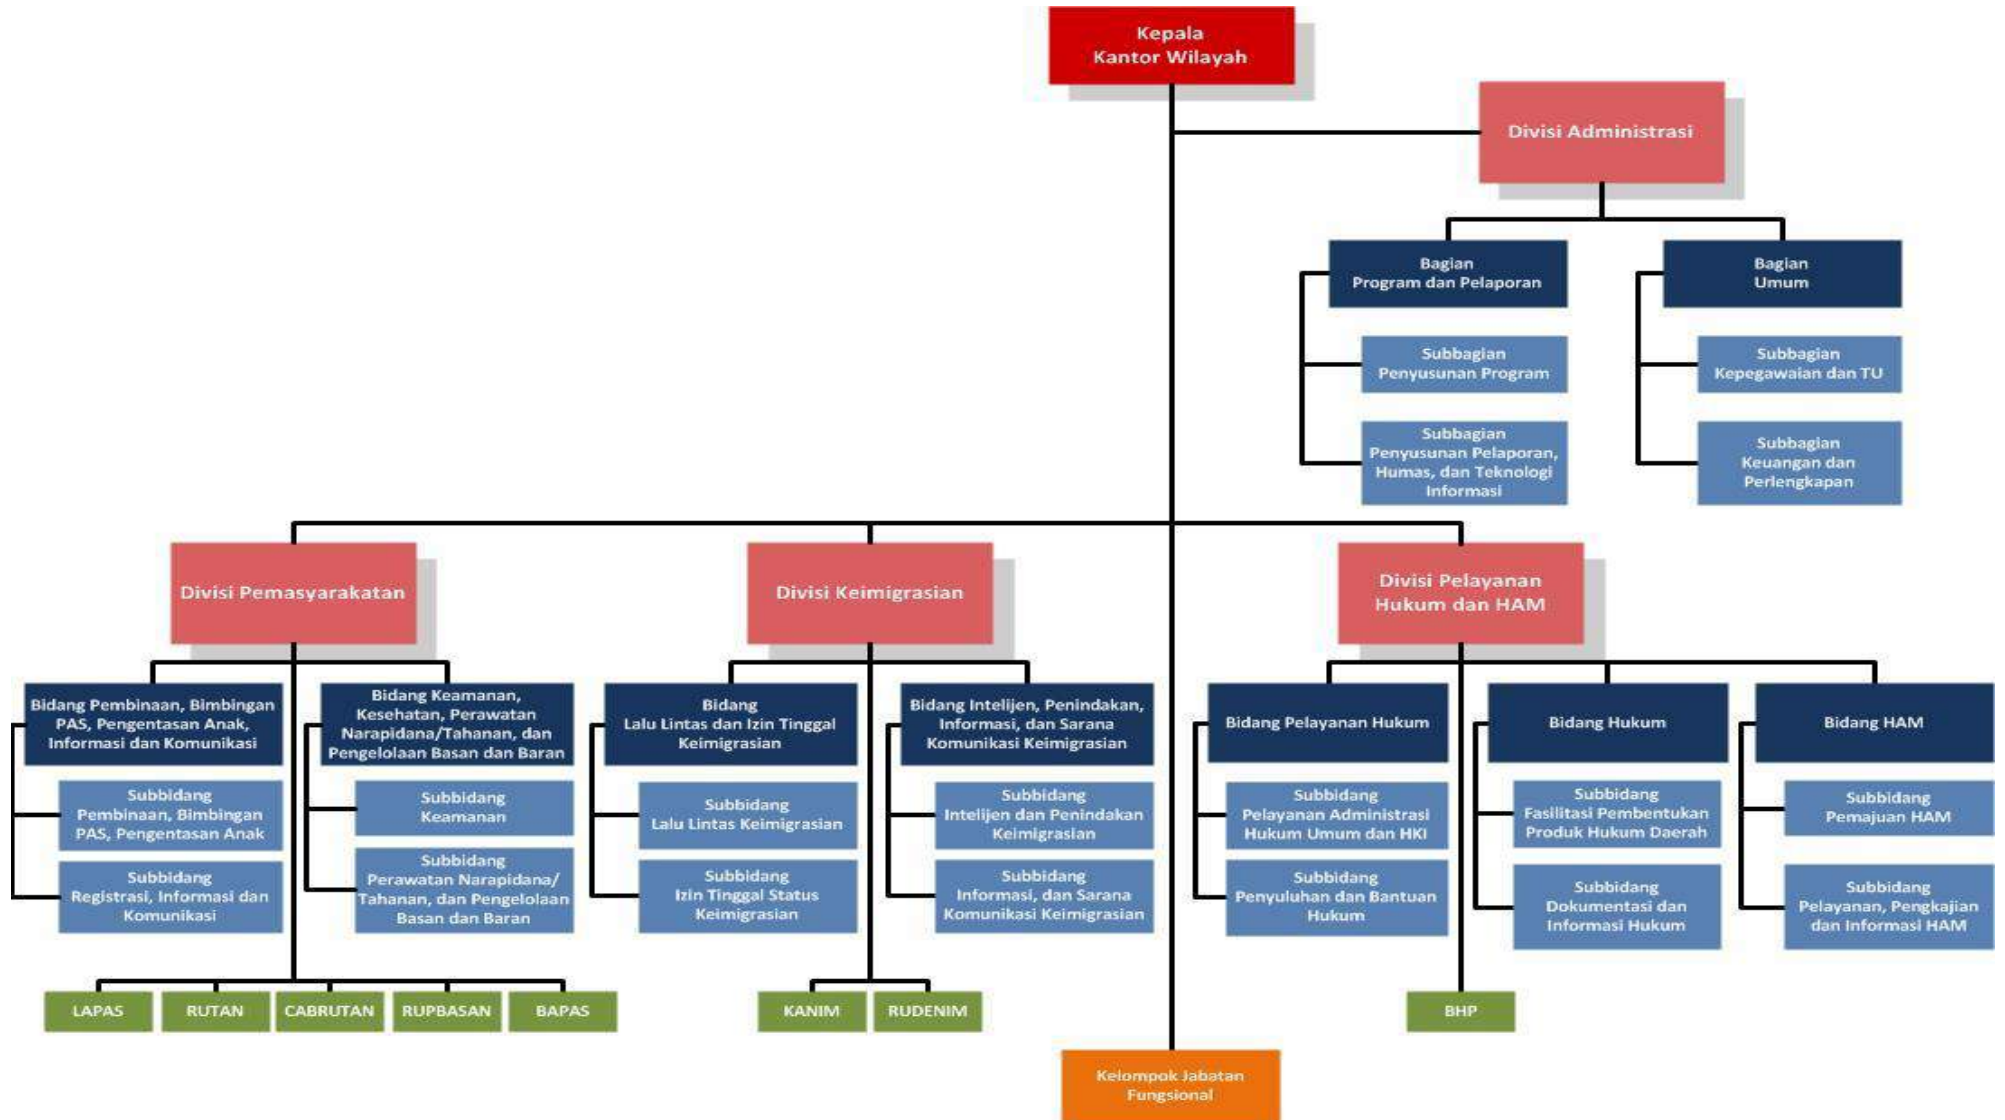 Kepala
Kantor Wilayah
Divisi Administrasi
Bagian
Program dan Pelaporan
Bagian
Umum
Subbagian
Penyusunan Program
Subbagian
Kepegawaian dan TU
Subbagian
Penyusunan Pelaporan,
Humas, dan Teknologi
Informasi
Subbagian
Keuangan dan
Perlengkapan
Divisi Pemasyarakatan
Divisi Keimigrasian
Divisi Pelayanan
Hukum dan HAM
Bidang Pembinaan, Bimbingan
PAS, Pengentasan Anak,
Informasi dan Komunikasi
Bidang Keamanan,
Kesehatan, Perawatan
Narapidana/Tahanan, dan
Pengelolaan Basan dan Baran
Bidang
Lalu Lintas dan Izin Tinggal
Keimigrasian
Bidang Intelijen, Penindakan,
Informasi, dan Sarana
Komunikasi Keimigrasian
Bidang Pelayanan Hukum
Bidang Hukum
Bidang HAM
Subbidang
Pembinaan, Bimbingan
PAS, Pengentasan Anak
Subbidang
Keamanan
Subbidang
Lalu Lintas Keimigrasian
Subbidang
Intelijen dan Penindakan
Keimigrasian
Subbidang
Pelayanan Administrasi
Hukum Umum dan HKI
Subbidang
Fasilitasi Pembentukan
Produk Hukum Daerah
Subbidang
Pemajuan HAM
Subbidang
Registrasi, Informasi dan
Komunikasi
Subbidang
Perawatan Narapidana/
Tahanan, dan Pengelolaan
Basan dan Baran
Subbidang
Izin Tinggal Status
Keimigrasian
Subbidang
Informasi, dan Sarana
Komunikasi Keimigrasian
Subbidang
Penyuluhan dan Bantuan
Hukum
Subbidang
Dokumentasi dan
Informasi Hukum
Subbidang
Pelayanan, Pengkajian
dan Informasi HAM
LAPAS
RUTAN
CABRUTAN
RUPBASAN
BAPAS
KANIM
RUDENIM
BHP
Kelompok Jabatan
Fungsional